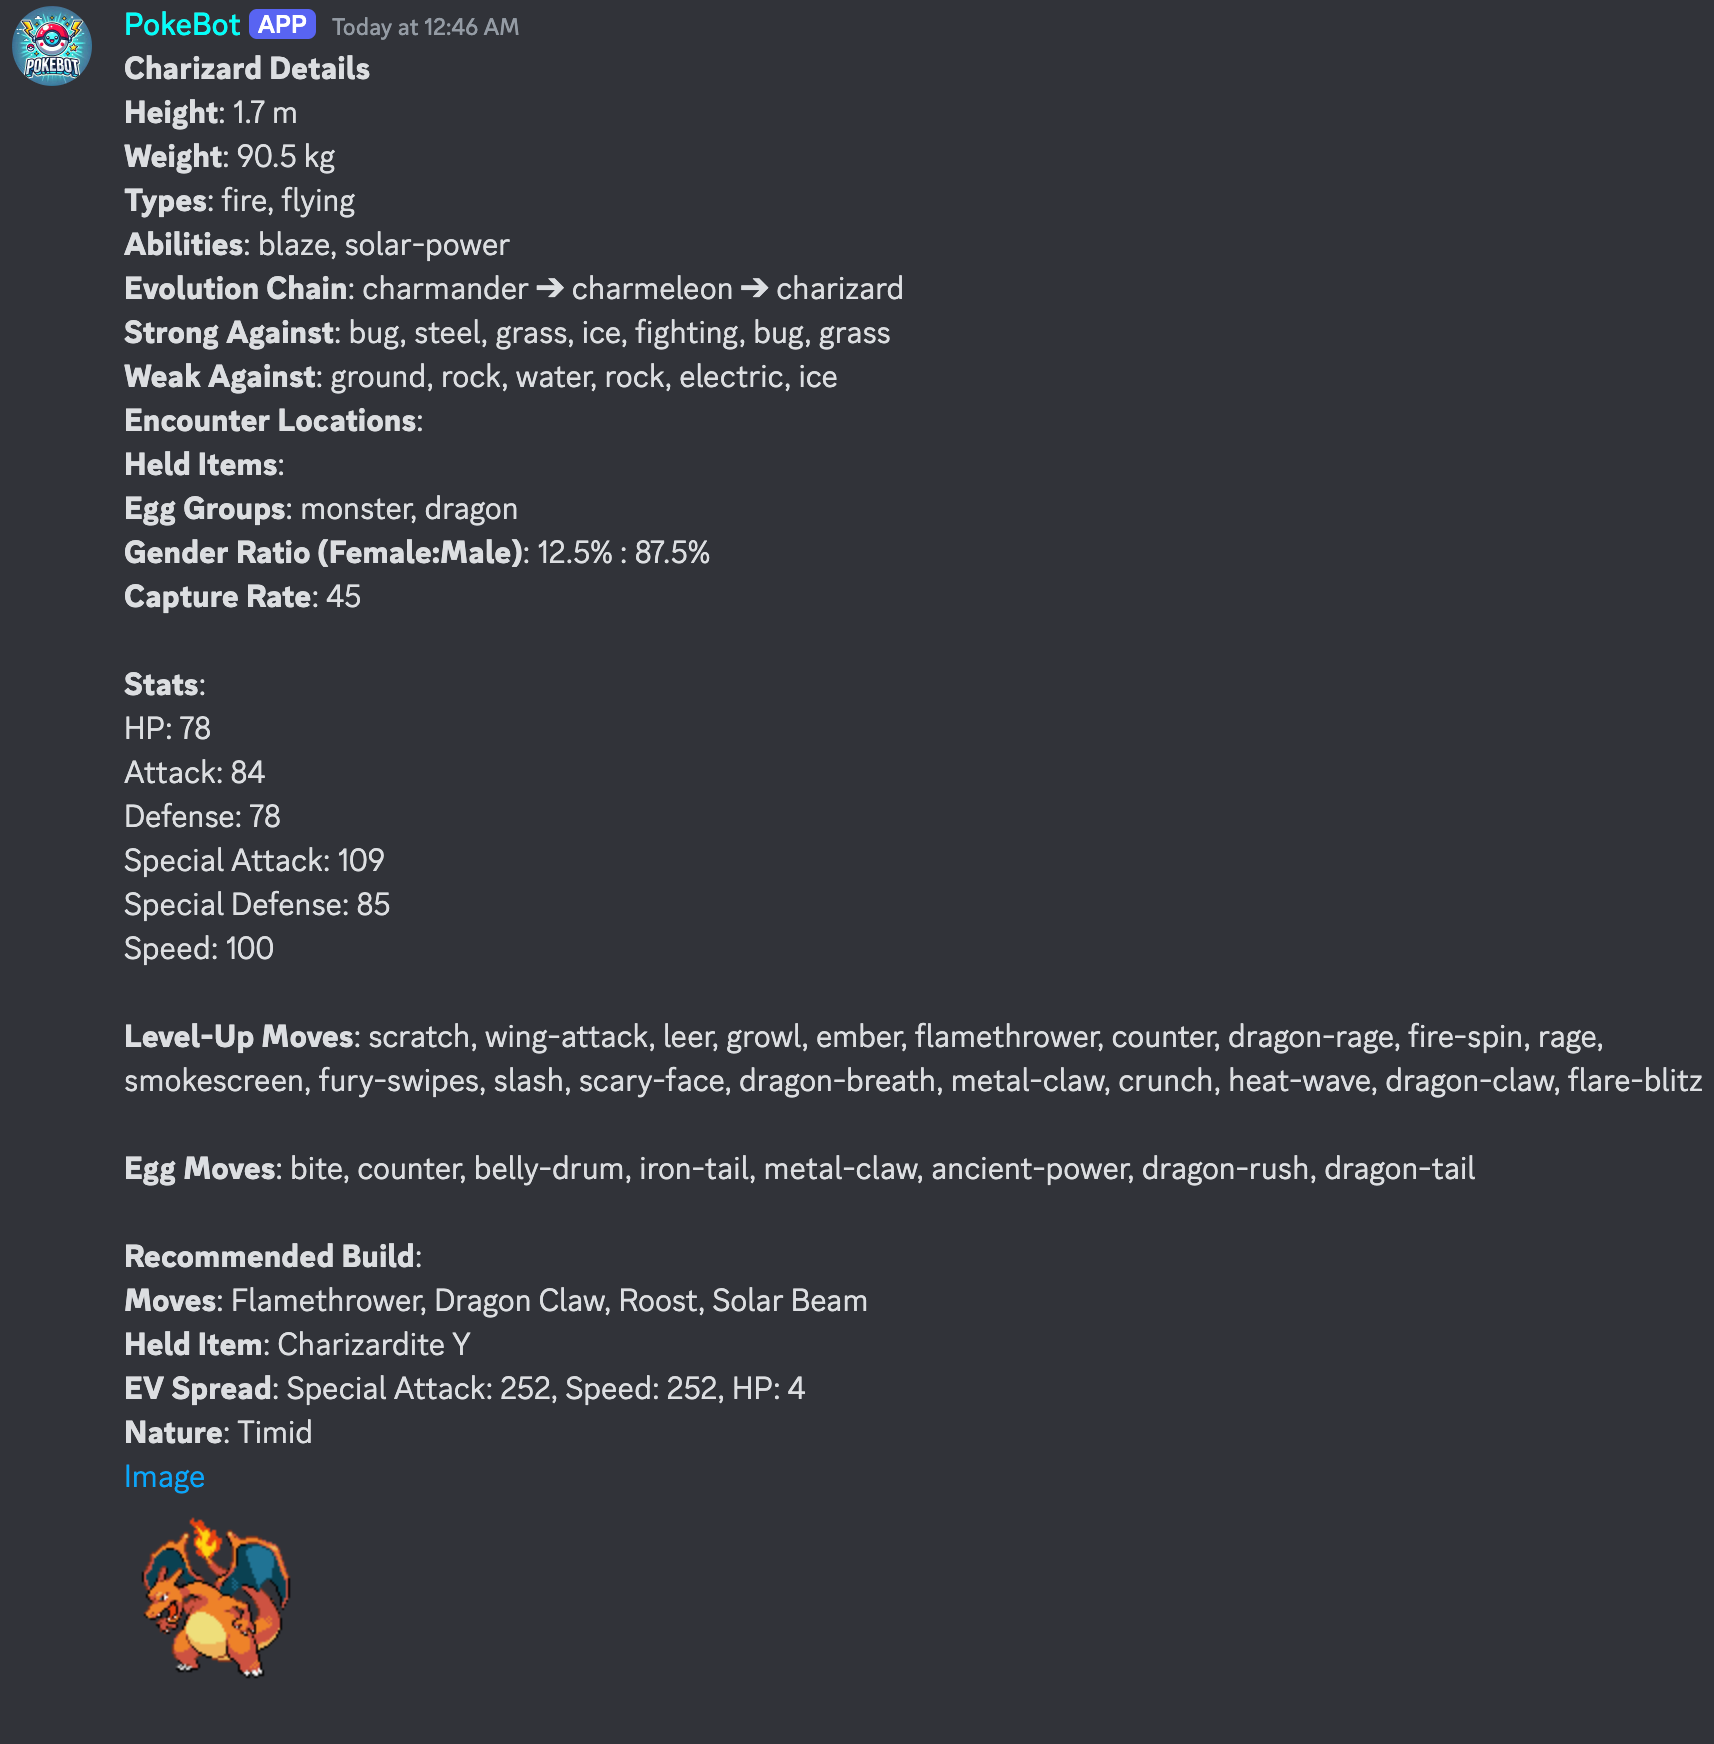 POKEBOT
PokeBot APP Today at 12:46 AM
Charizard Details
Height: 1.7 m
Weight: 90.5 kg
Types: fire, flying
Abilities: blaze, solar-power
Evolution Chain: charmander ➔ charmeleon ➔ charizard
Strong Against: bug, steel, grass, ice, fighting, bug, grass
Weak Against: ground, rock, water, rock, electric, ice
Encounter Locations:
Held Items:
Egg Groups: monster, dragon
Gender Ratio (Female:Male): 12.5% : 87.5%
Capture Rate: 45
Stats:
HP: 78
Attack: 84
Defense: 78
Special Attack: 109
Special Defense: 85
Speed: 100
Level-Up Moves: scratch, wing-attack, leer, growl, ember, flamethrower, counter, dragon-rage, fire-spin, rage,
smokescreen, fury-swipes, slash, scary-face, dragon-breath, metal-claw, crunch, heat-wave, dragon-claw, flare-blitz
Egg Moves: bite, counter, belly-drum, iron-tail, metal-claw, ancient-power, dragon-rush, dragon-tail
Recommended Build:
Moves: Flamethrower, Dragon Claw, Roost, Solar Beam
Held Item: Charizardite Y
EV Spread: Special Attack: 252, Speed: 252, HP: 4
Nature: Timid
Image